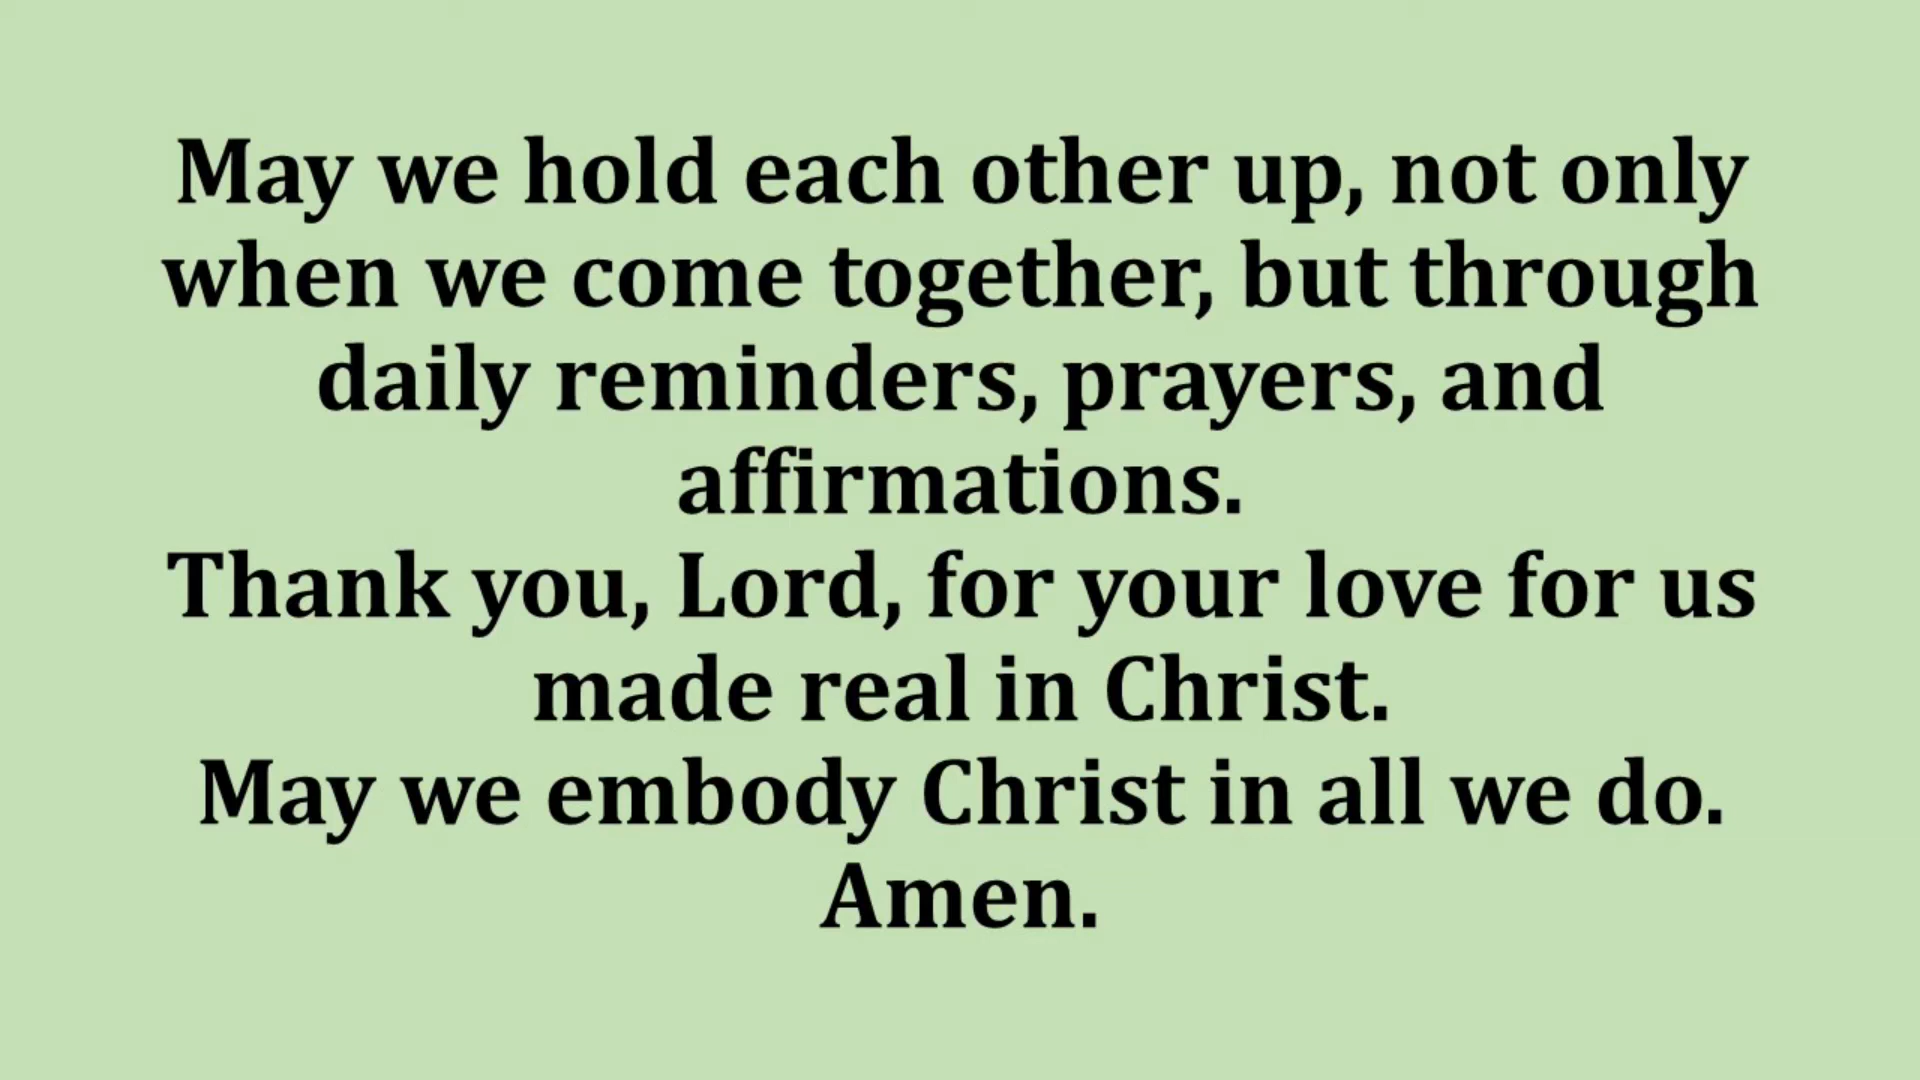 May we hold each other up, not only
when we come together, but through
daily reminders, prayers, and
affirmations.
Thank you, Lord, for your love for us
made real in Christ.
May we embody Christ in all we do.
Amen.